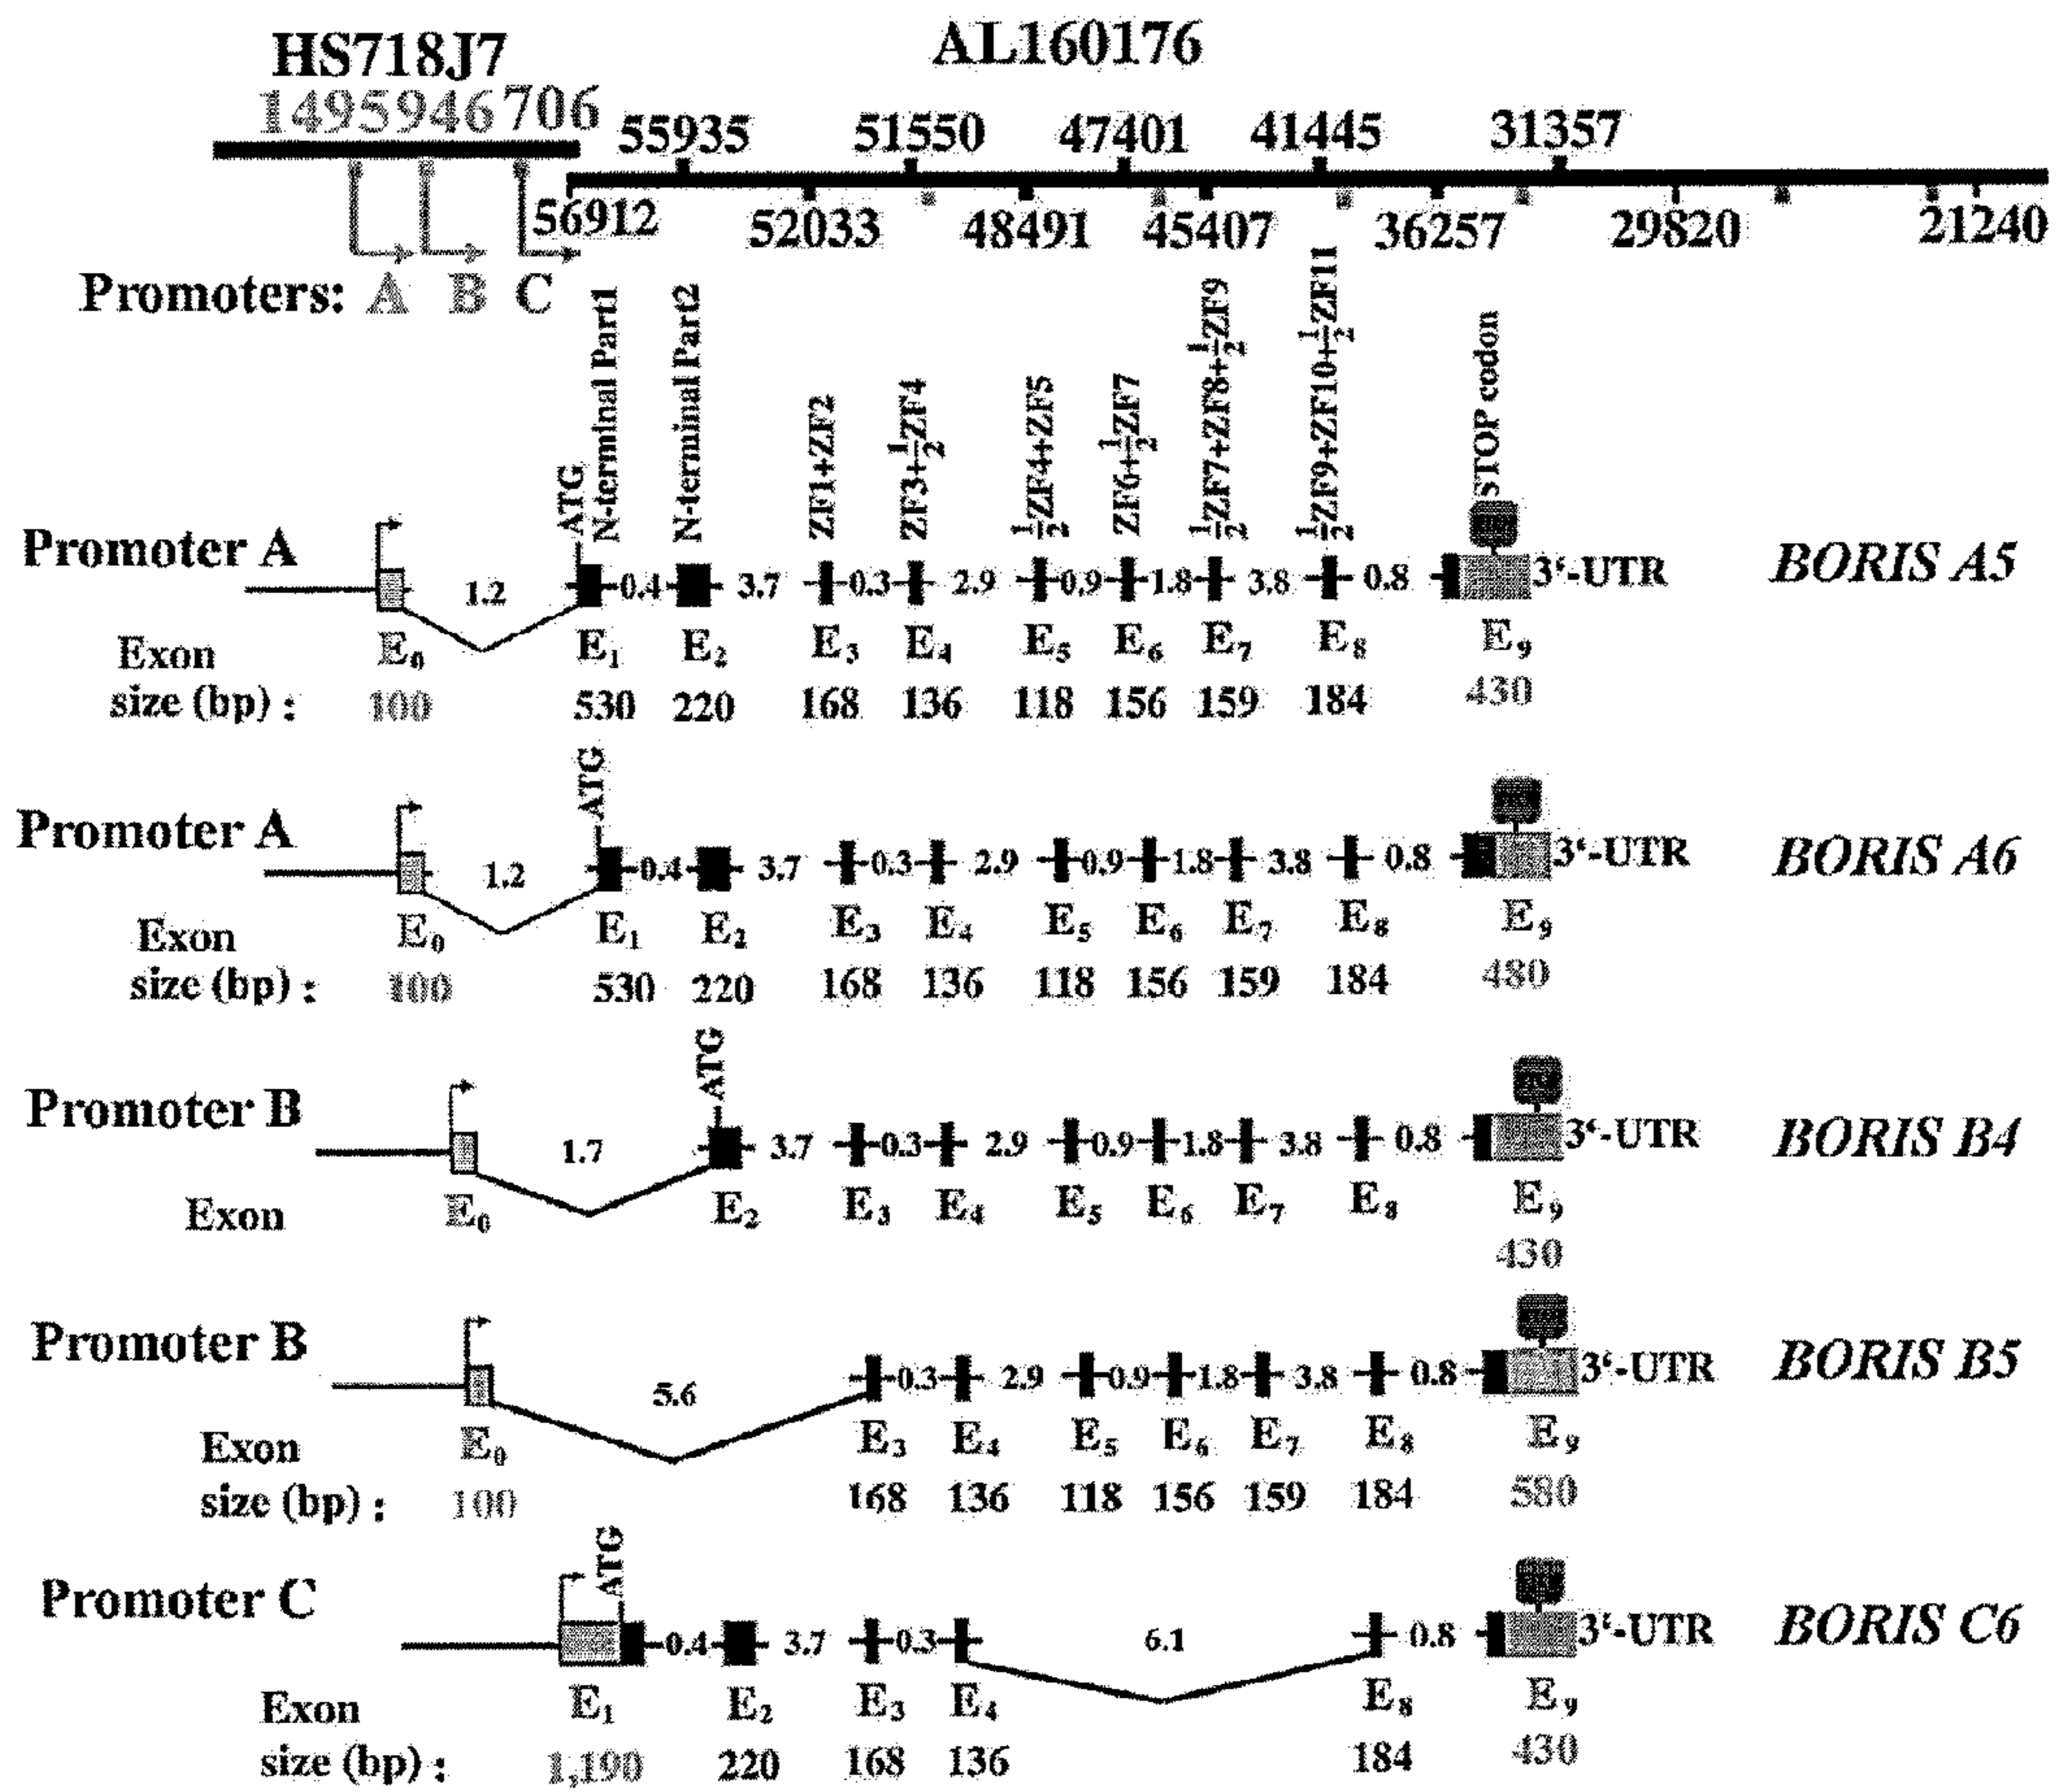 HS718J7
AL160176
1495946 706
55935 51550 47401 41445 31357
56912 52033 48491 45407 36257 29820 21240
Promoters: A B C
ATG
N-terminal Part1
N-terminal Part2
ZF1+ZF2
ZF3+1/2ZF4
1/2ZF4+ZF5
ZF6+1/2ZF7
1/2ZF7+ZF8+1/2ZF9
1/2ZF9+ZF10+1/2ZF11
STOP codon
Promoter A 1.2 0.4 3.7 0.3 2.9 0.9 1.8 3.8 0.8 3‘-UTR BORIS A5
Exon E0 E1 E2 E3 E4 E5 E6 E7 E8 E9
size (bp) : 100 530 220 168 136 118 156 159 184 430
ATG
Promoter A 1.2 0.4 3.7 0.3 2.9 0.9 1.8 3.8 0.8 3‘-UTR BORIS A6
Exon E0 E1 E2 E3 E4 E5 E6 E7 E8 E9
size (bp) : 100 530 220 168 136 118 156 159 184 480
ATG
Promoter B 1.7 3.7 0.3 2.9 0.9 1.8 3.8 0.8 3‘-UTR BORIS B4
Exon E0 E2 E3 E4 E5 E6 E7 E8 E9
430
Promoter B 5.6 0.3 2.9 0.9 1.8 3.8 0.8 3‘-UTR BORIS B5
Exon E0 E3 E4 E5 E6 E7 E8 E9
size (bp) : 100 168 136 118 156 159 184 580
ATG
Promoter C 0.4 3.7 0.3 6.1 0.8 3‘-UTR BORIS C6
Exon E1 E2 E3 E4 E8 E9
size (bp) : 1,190 220 168 136 184 430